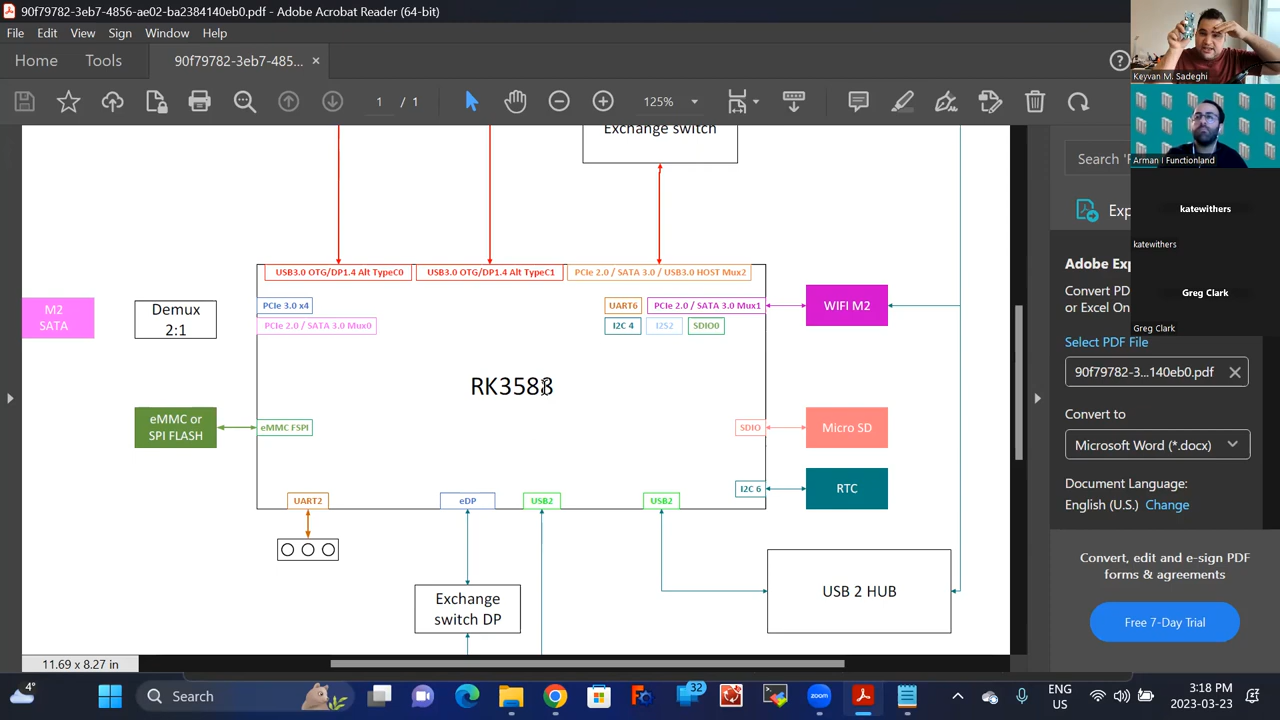 90f79782-3eb7-4856-ae02-ba2384140eb0.pdf - Adobe Acrobat Reader (64-bit)
File Edit View Sign Window Help
Home Tools 90f79782-3eb7-485... ×
1 / 1 125%
Exchange switch
USB3.0 OTG/DP1.4 Alt TypeC0 USB3.0 OTG/DP1.4 Alt TypeC1 PCIe 2.0 / SATA 3.0 / USB3.0 HOST Mux2
M2
SATA
Demux
2:1
PCIe 3.0 x4
PCIe 2.0 / SATA 3.0 Mux0
UART6 PCIe 2.0 / SATA 3.0 Mux1
I2C 4 I2S2 SDIO0
WIFI M2
RK3588
eMMC or
SPI FLASH
eMMC FSPI
SDIO
Micro SD
I2C 6
RTC
UART2 eDP USB2 USB2
Exchange
switch DP
USB 2 HUB
11.69 x 8.27 in
Keyvan M. Sadeghi
Arman | Functionland
katewithers
katewithers
Greg Clark
Greg Clark
Search '
Exp
Adobe Exp
Convert PD
or Excel On
Select PDF File
90f79782-3...140eb0.pdf
Convert to
Microsoft Word (*.docx)
Document Language:
English (U.S.) Change
Convert, edit and e-sign PDF
forms & agreements
Free 7-Day Trial
4°
Search
32
zoom
ENG
US
3:18 PM
2023-03-23